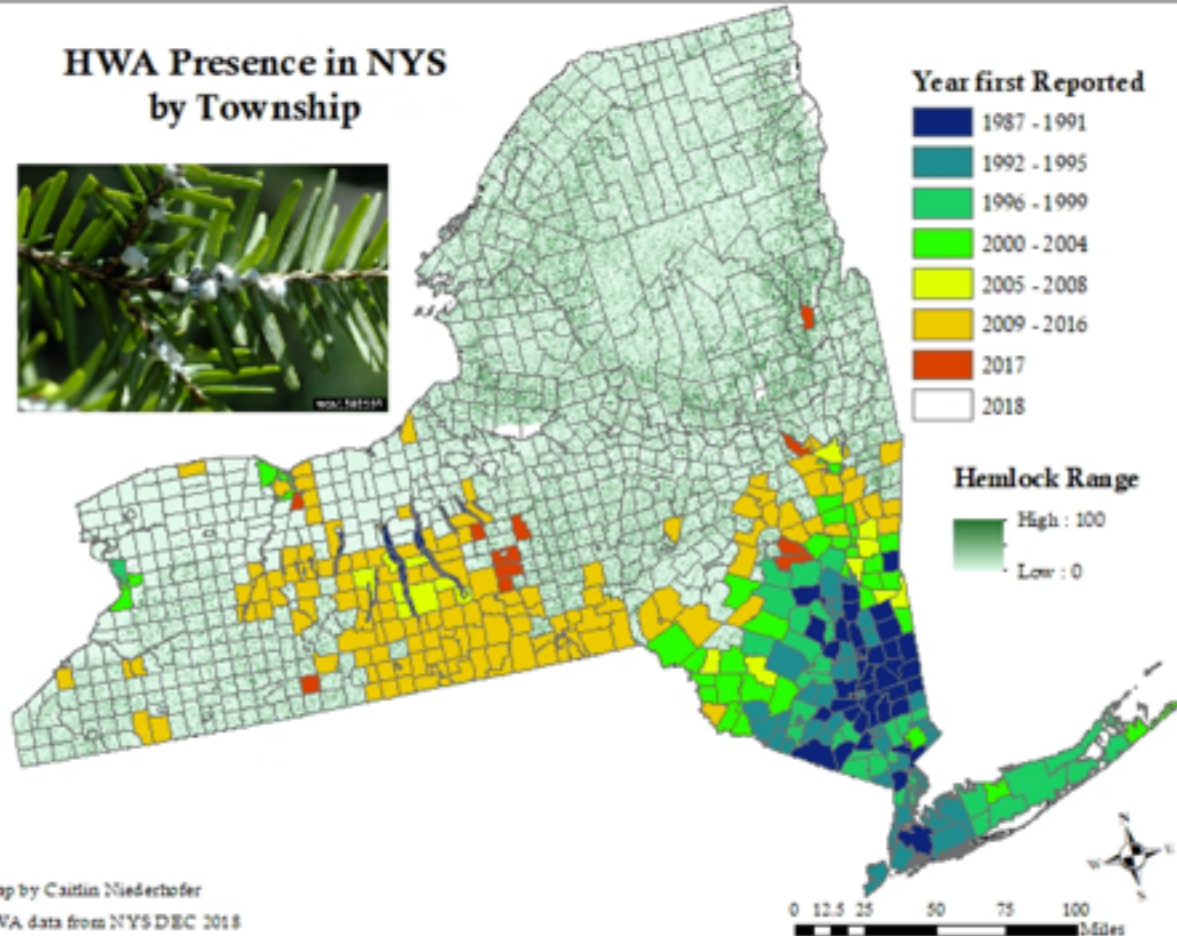 HWA Presence in NYS
by Township
Year first Reported
1987 - 1991
1992 - 1995
1996 - 1999
2000 - 2004
2005 - 2008
2009 - 2016
2017
2018
Hemlock Range
High : 100
Low : 0
N
W
S
ap by Caitlin Niederhofer
WA data from NYS DEC 2018
0 12.5 25 50 75 100
Miles